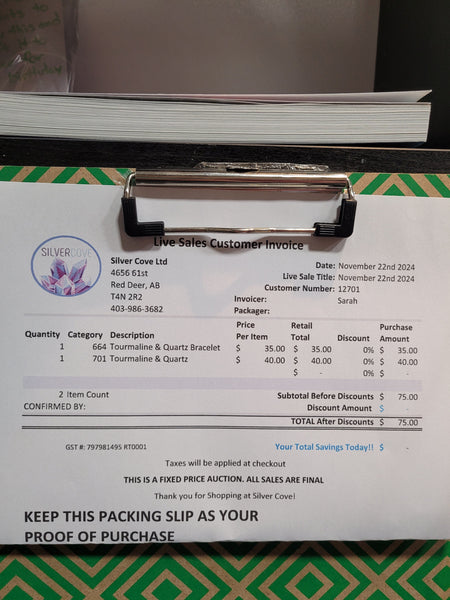 Live Sales Customer Invoice
SILVERCOVE
Silver Cove Ltd
4656 61st
Red Deer, AB
T4N 2R2
403-986-3682
Date: November 22nd 2024
Live Sale Title: November 22nd 2024
Customer Number: 12701
Invoicer: Sarah
Packager:
Quantity Category Description Price Per Item Retail Total Discount Purchase Amount
1 664 Tourmaline & Quartz Bracelet $ 35.00 $ 35.00 0% $ 35.00
1 701 Tourmaline & Quartz $ 40.00 $ 40.00 0% $ 40.00
$ - 0% $ -
2 Item Count Subtotal Before Discounts $ 75.00
CONFIRMED BY: Discount Amount $ -
TOTAL After Discounts $ 75.00
GST #: 797981495 RT0001 Your Total Savings Today!! $ -
Taxes will be applied at checkout
THIS IS A FIXED PRICE AUCTION. ALL SALES ARE FINAL
Thank you for Shopping at Silver Cove!
KEEP THIS PACKING SLIP AS YOUR
PROOF OF PURCHASE